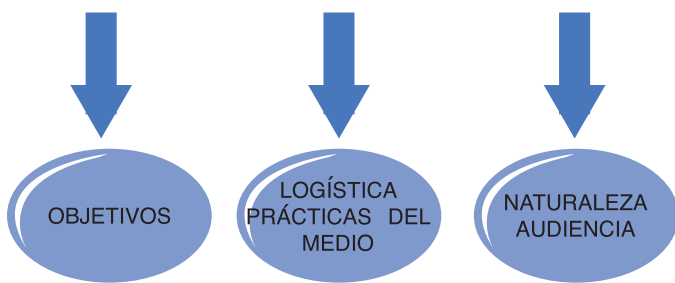 OBJETIVOS
LOGÍSTICA
PRÁCTICAS DEL
MEDIO
NATURALEZA
AUDIENCIA